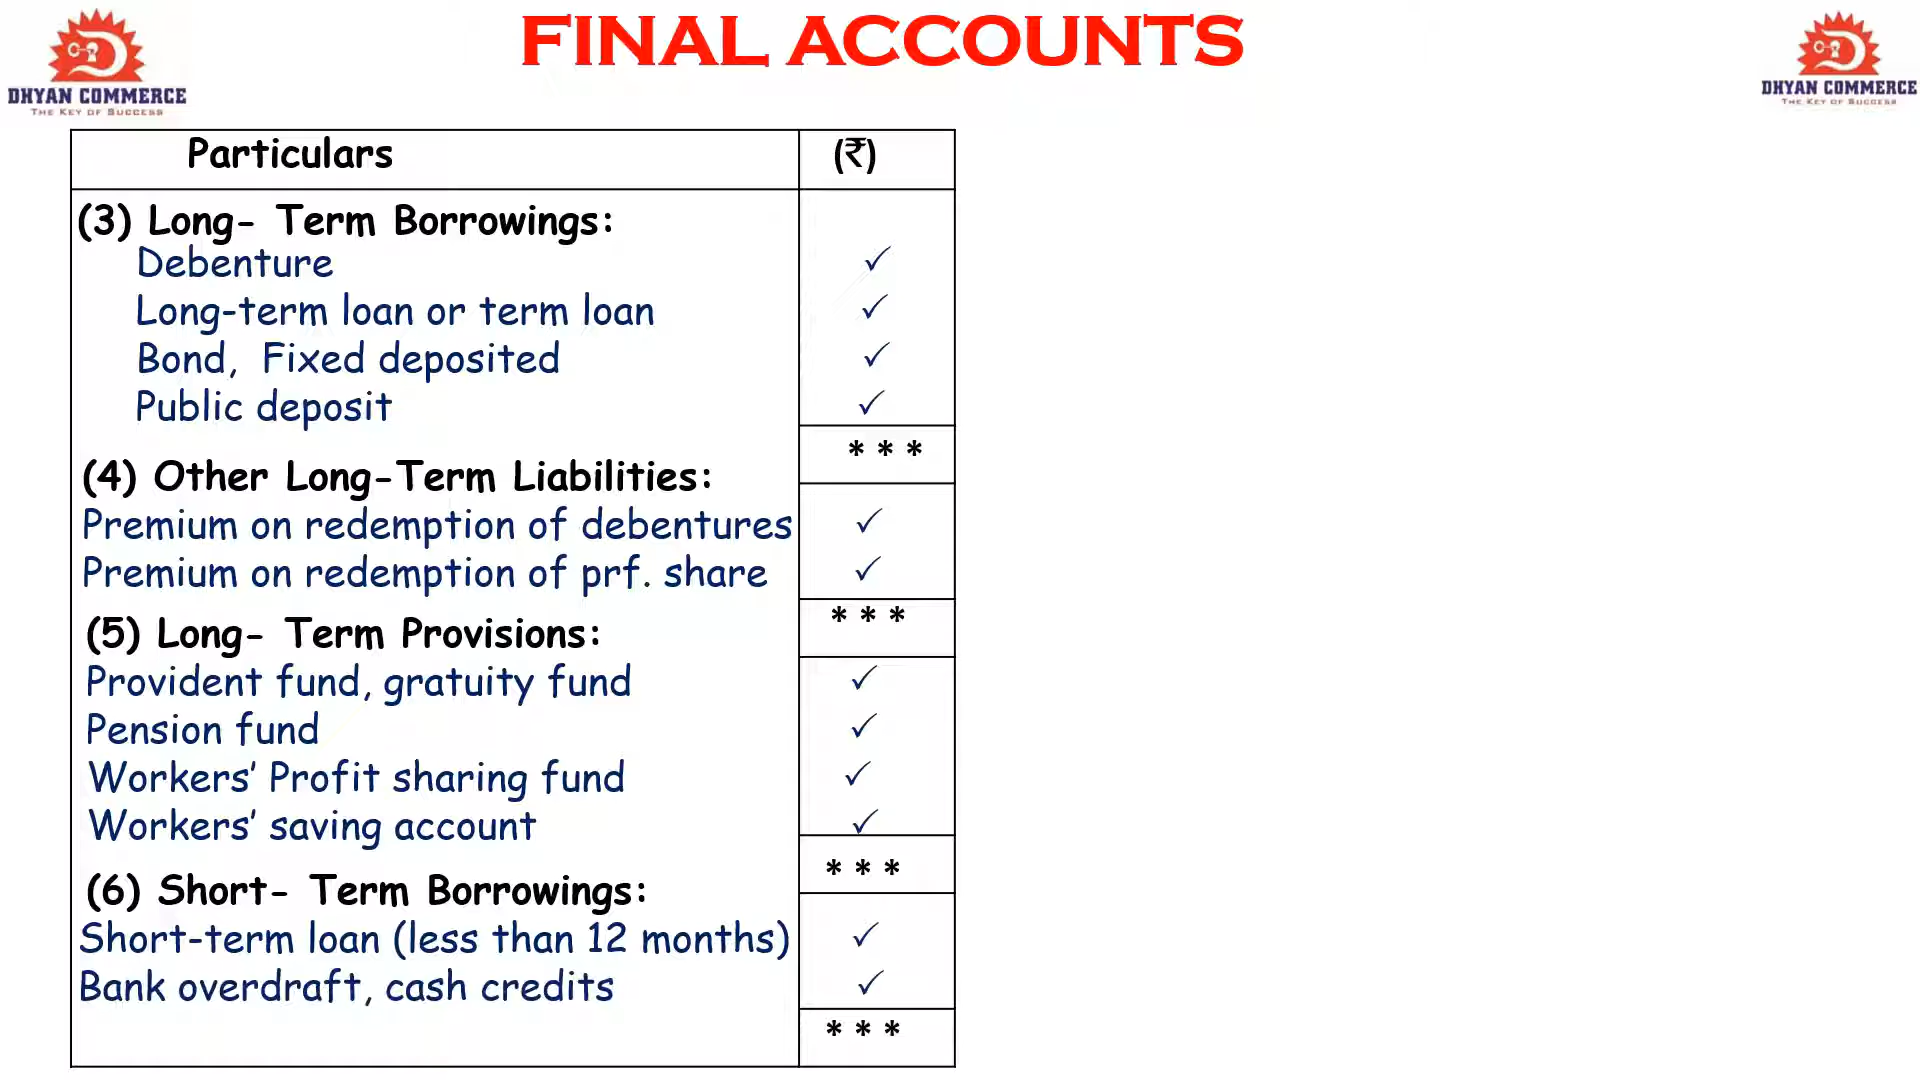 FINAL ACCOUNTS
DHYAN COMMERCE
THE KEY OF SUCCESS
DHYAN COMMERCE
THE KEY OF SUCCESS
Particulars (₹)
(3) Long- Term Borrowings:
Debenture ✓
Long-term loan or term loan ✓
Bond, Fixed deposited ✓
Public deposit ✓
* * *
(4) Other Long-Term Liabilities:
Premium on redemption of debentures ✓
Premium on redemption of prf. share ✓
* * *
(5) Long- Term Provisions:
Provident fund, gratuity fund ✓
Pension fund ✓
Workers’ Profit sharing fund ✓
Workers’ saving account ✓
* * *
(6) Short- Term Borrowings:
Short-term loan (less than 12 months) ✓
Bank overdraft, cash credits ✓
* * *